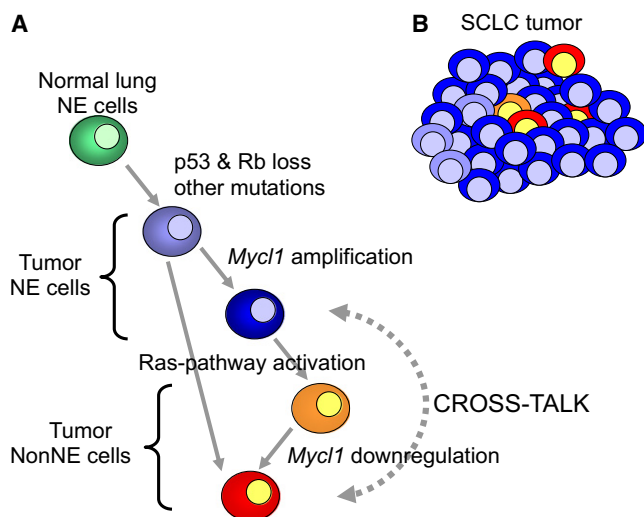 A
Normal lung
NE cells
p53 & Rb loss
other mutations
Tumor
NE cells
Mycl1 amplification
Ras-pathway activation
CROSS-TALK
Tumor
NonNE cells
Mycl1 downregulation
B
SCLC tumor